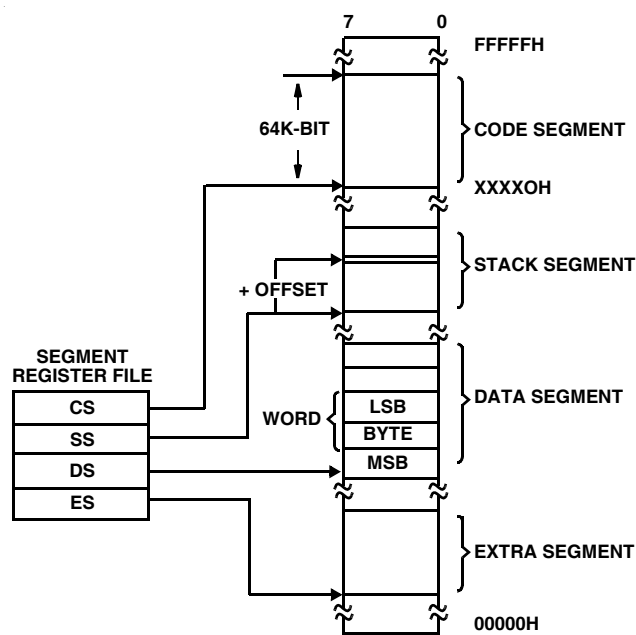 7 0
FFFFFH
64K-BIT
CODE SEGMENT
XXXXOH
STACK SEGMENT
+ OFFSET
SEGMENT
REGISTER FILE
CS
SS
DS
ES
WORD
LSB
BYTE
MSB
DATA SEGMENT
EXTRA SEGMENT
00000H